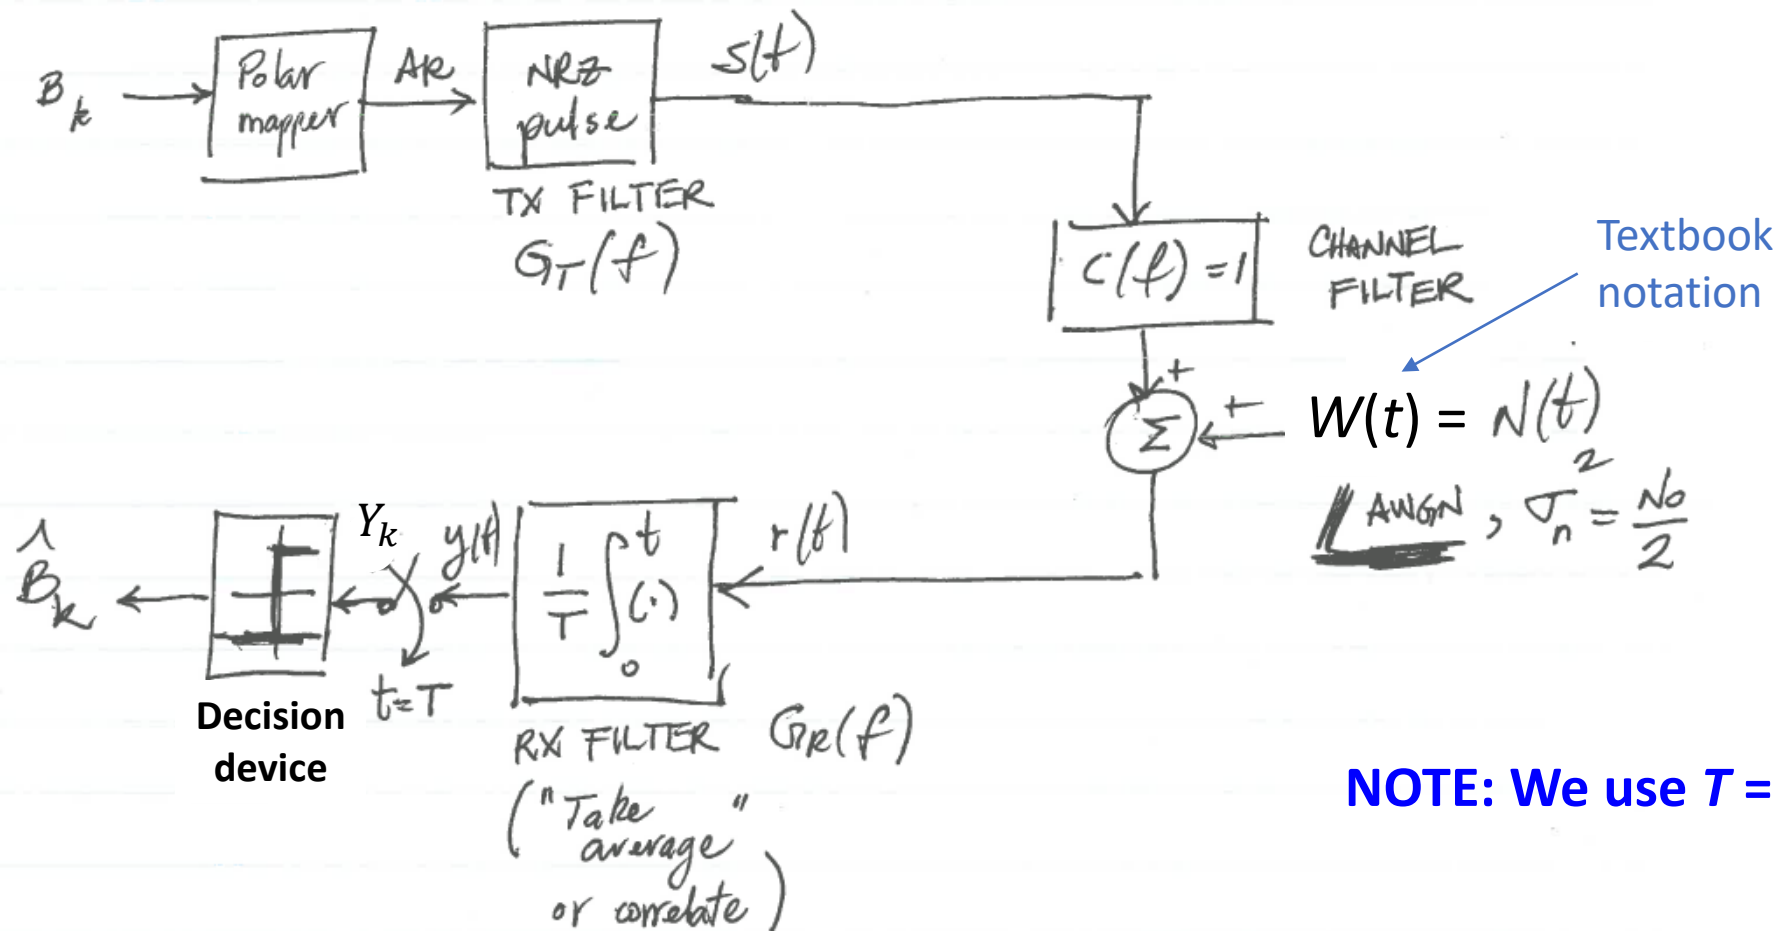 B_k
Polar
mapper
A_k
NRZ
pulse
s(t)
TX FILTER
G_T(f)
C(f) = 1
CHANNEL
FILTER
Textbook
notation
+
Σ
+
W(t) = N(t)
AWGN, σ_n^2 = N_0/2
r(t)
1/T ∫_0^t (·)
y(t)
Y_k
t=T
B̂_k
Decision
device
RX FILTER G_R(f)
("Take
average"
or correlate)
NOTE: We use T =